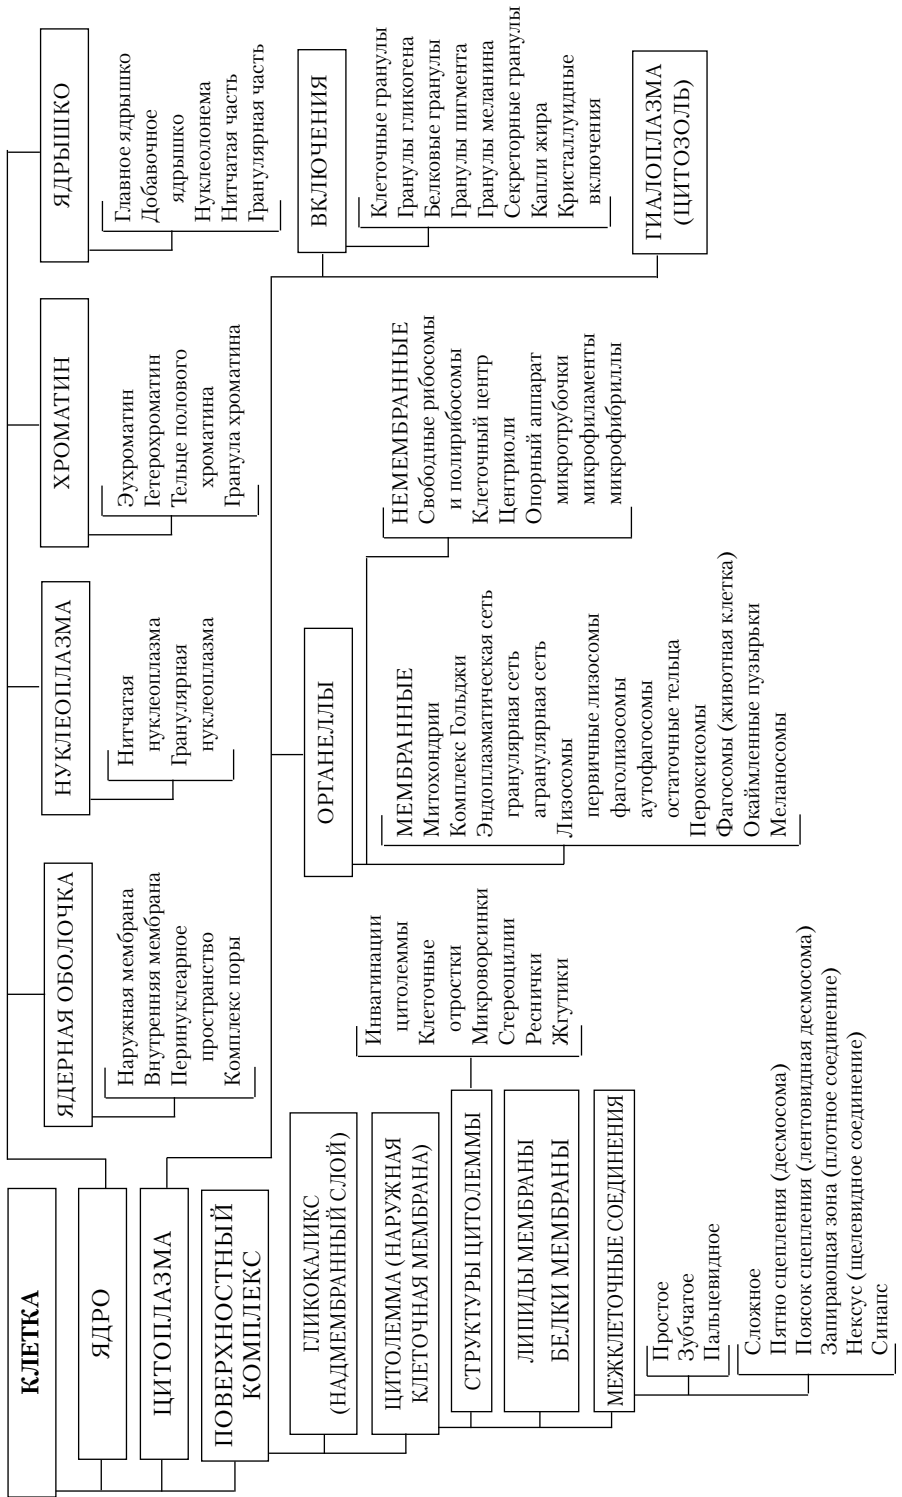 КЛЕТКА
ЯДРО
ЯДЕРНАЯ ОБОЛОЧКА
Наружная мембрана
Внутренняя мембрана
Перинуклеарное
пространство
Комплекс поры
НУКЛЕОПЛАЗМА
Нитчатая
нуклеоплазма
Гранулярная
нуклеоплазма
ХРОМАТИН
Эухроматин
Гетерохроматин
Тельце полового
хроматина
Гранула хроматина
ЯДРЫШКО
Главное ядрышко
Добавочное
ядрышко
Нуклеолонема
Нитчатая часть
Гранулярная часть
ЦИТОПЛАЗМА
ОРГАНЕЛЛЫ
МЕМБРАННЫЕ
Митохондрии
Комплекс Гольджи
Эндоплазматическая сеть
гранулярная сеть
агранулярная сеть
Лизосомы
первичные лизосомы
фаголизосомы
аутофагосомы
остаточные тельца
Пероксисомы
Фагосомы (животная клетка)
Окаймленные пузырьки
Меланосомы
НЕМЕМБРАННЫЕ
Свободные рибосомы
и полирибосомы
Клеточный центр
Центриоли
Опорный аппарат
микротрубочки
микрофиламенты
микрофибриллы
ВКЛЮЧЕНИЯ
Клеточные гранулы
Гранулы гликогена
Белковые гранулы
Гранулы пигмента
Гранулы меланина
Секреторные гранулы
Капли жира
Кристаллуидные
включения
ГИАЛОПЛАЗМА
(ЦИТОЗОЛЬ)
ПОВЕРХНОСТНЫЙ
КОМПЛЕКС
ГЛИКОКАЛИКС
(НАДМЕМБРАННЫЙ СЛОЙ)
ЦИТОЛЕММА (НАРУЖНАЯ
КЛЕТОЧНАЯ МЕМБРАНА)
СТРУКТУРЫ ЦИТОЛЕММЫ
Инвагинации
цитолеммы
Клеточные
отростки
Микроворсинки
Стереоцилии
Реснички
Жгутики
ЛИПИДЫ МЕМБРАНЫ
БЕЛКИ МЕМБРАНЫ
МЕЖКЛЕТОЧНЫЕ СОЕДИНЕНИЯ
Простое
Зубчатое
Пальцевидное
Сложное
Пятно сцепления (десмосома)
Поясок сцепления (лентовидная десмосома)
Запирающая зона (плотное соединение)
Нексус (щелевидное соединение)
Синапс